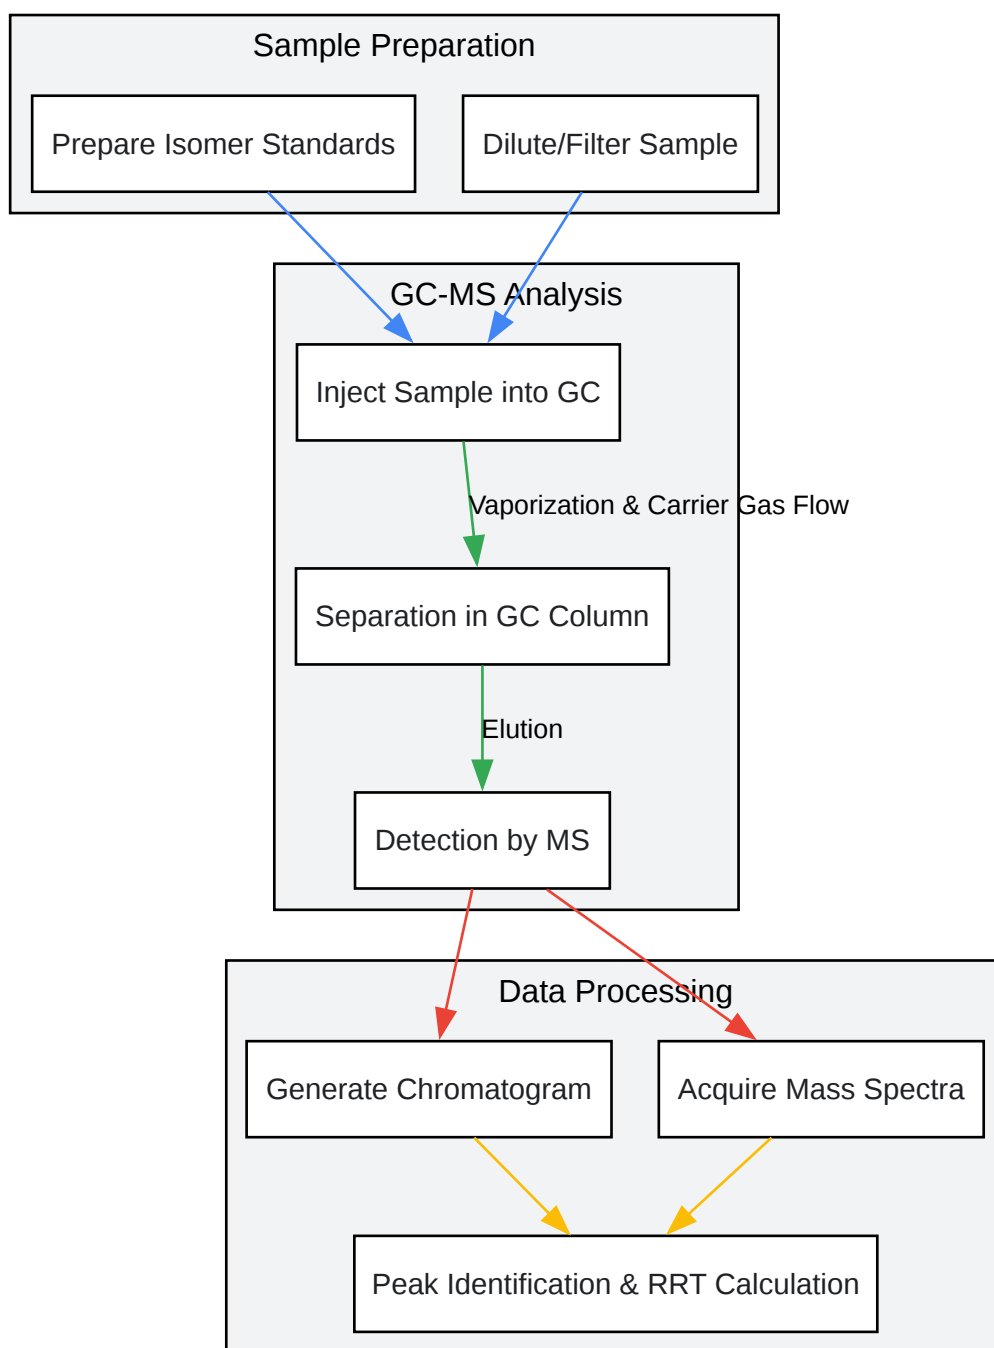 Sample Preparation
Prepare Isomer Standards
Dilute/Filter Sample
GC-MS Analysis
Inject Sample into GC
Vaporization & Carrier Gas Flow
Separation in GC Column
Elution
Detection by MS
Data Processing
Generate Chromatogram
Acquire Mass Spectra
Peak Identification & RRT Calculation